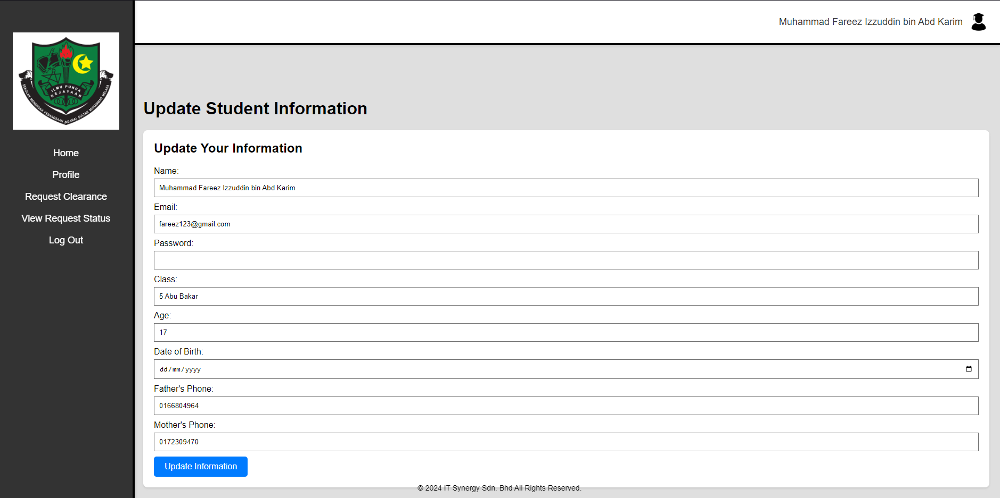 Muhammad Fareez Izzuddin bin Abd Karim
ILMU PUNCA
KEJAYAAN
SEKOLAH MENENGAH KEBANGSAAN (AGAMA) SULTAN MUHAMMAD MELAKA
Home
Profile
Request Clearance
View Request Status
Log Out
Update Student Information
Update Your Information
Name:
Muhammad Fareez Izzuddin bin Abd Karim
Email:
fareez123@gmail.com
Password:
Class:
5 Abu Bakar
Age:
17
Date of Birth:
dd/mm/yyyy
Father's Phone:
0166804964
Mother's Phone:
0172309470
Update Information
© 2024 IT Synergy Sdn. Bhd All Rights Reserved.